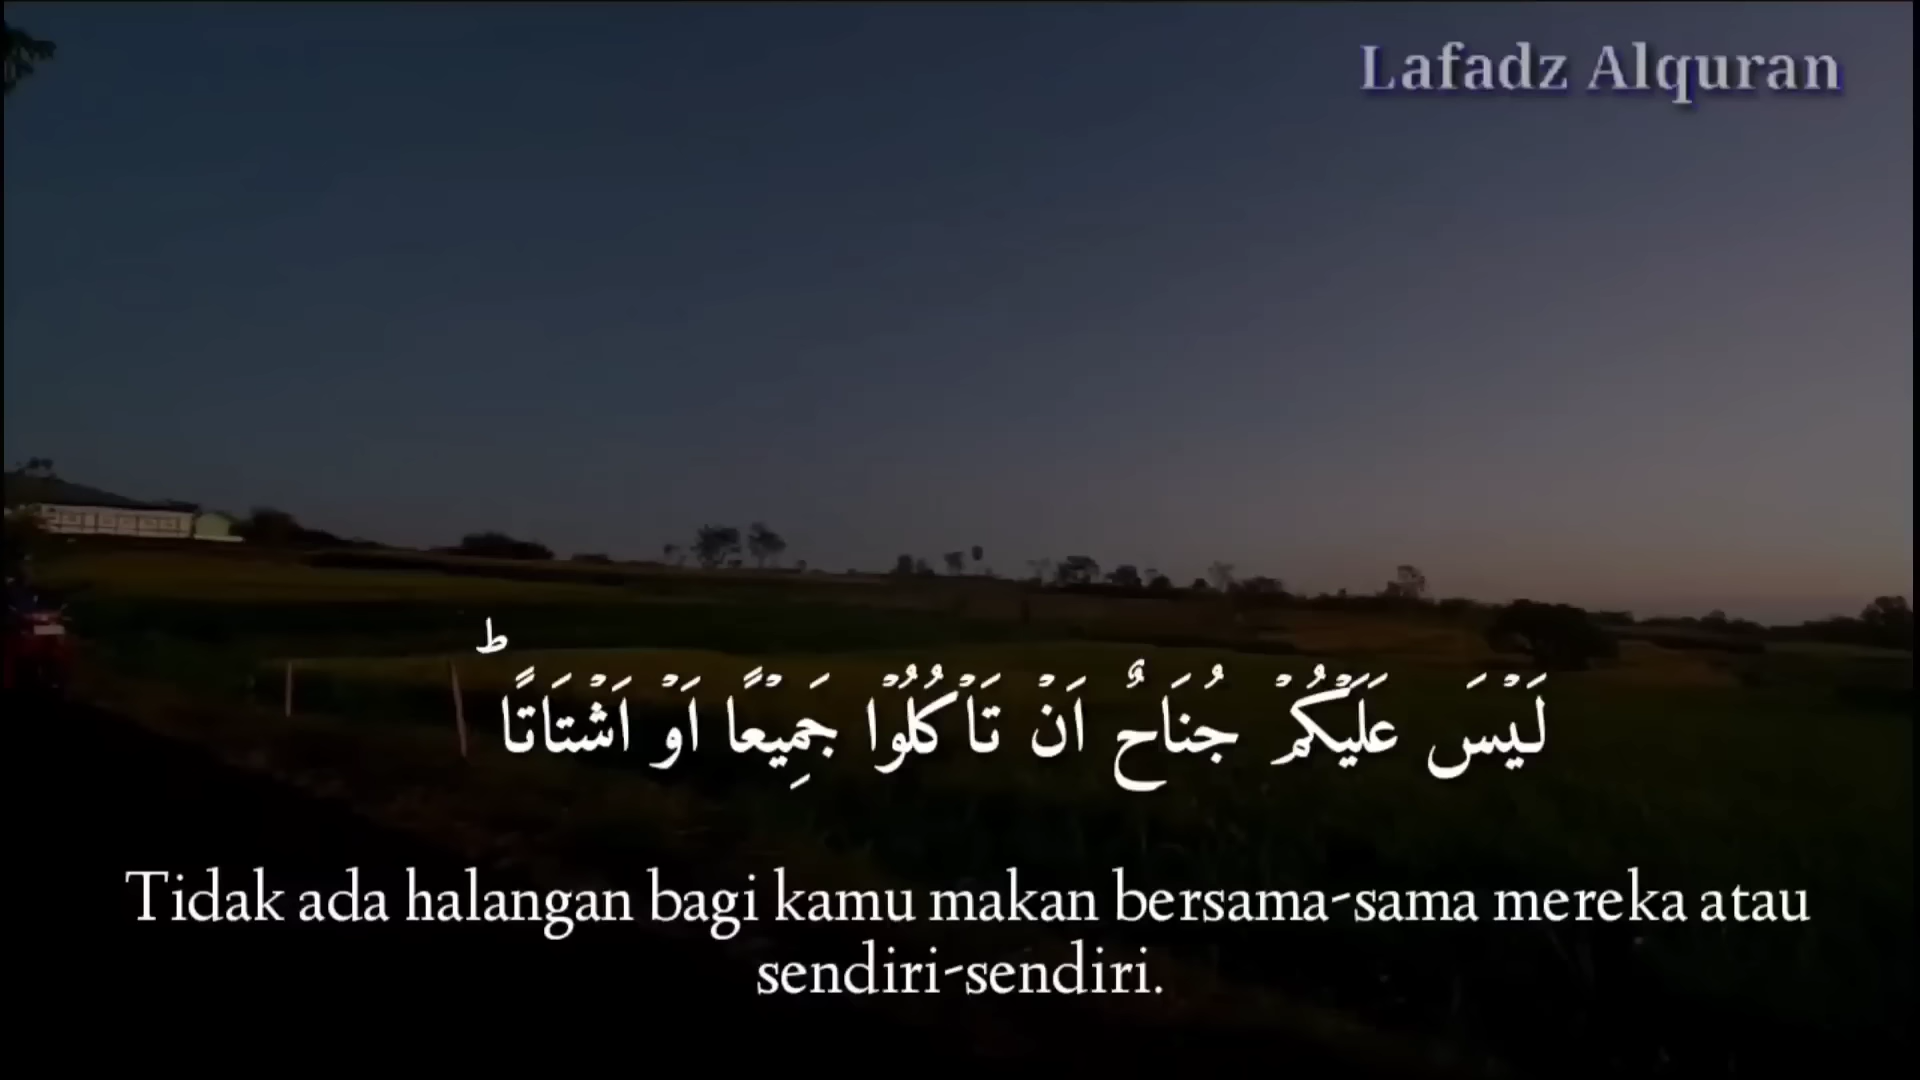 Lafadz Alquran
لَيْسَ عَلَيْكُمْ جُنَاحٌ اَنْ تَأْكُلُوْا جَمِيْعًا اَوْ اَشْتَاتًاۗ
Tidak ada halangan bagi kamu makan bersama-sama mereka atau
sendiri-sendiri.